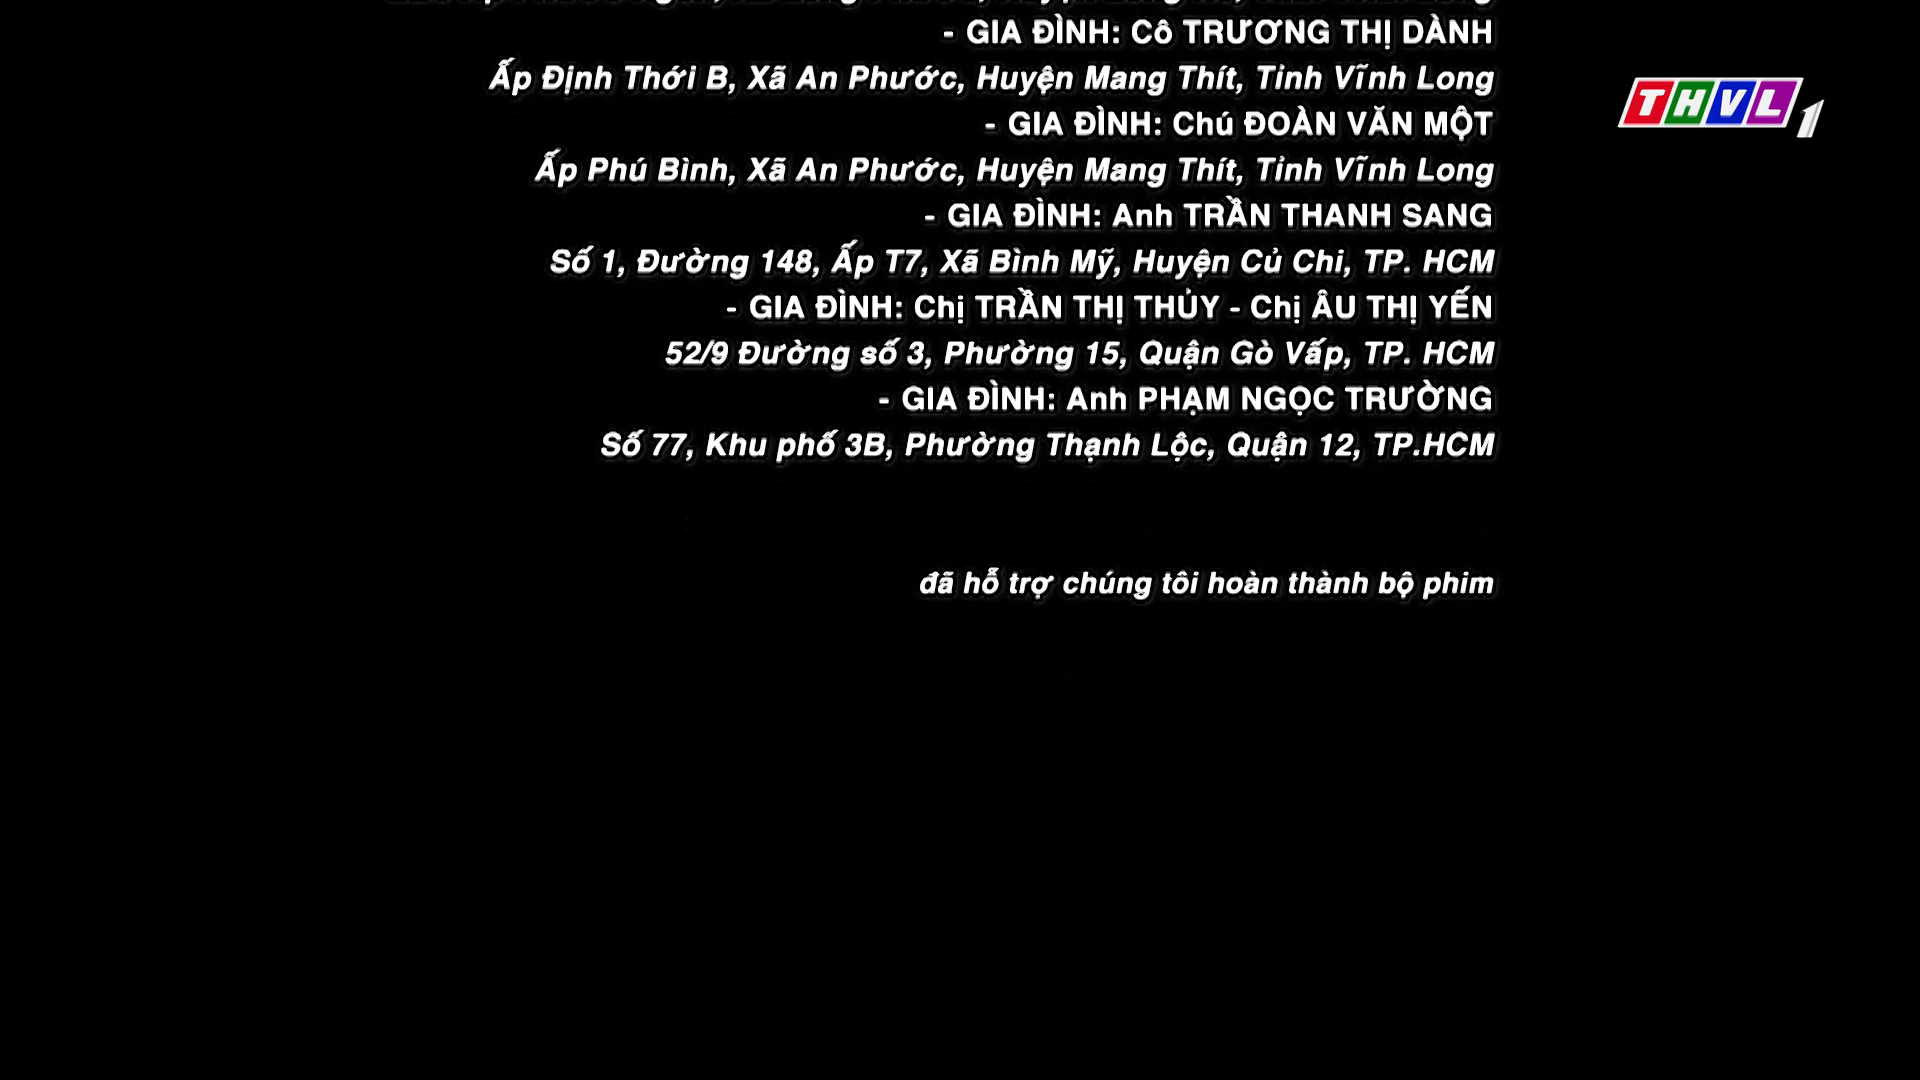 - GIA ĐÌNH: Cô TRƯƠNG THỊ DÀNH
Ấp Định Thới B, Xã An Phước, Huyện Mang Thít, Tỉnh Vĩnh Long
- GIA ĐÌNH: Chú ĐOÀN VĂN MỘT
Ấp Phú Bình, Xã An Phước, Huyện Mang Thít, Tỉnh Vĩnh Long
- GIA ĐÌNH: Anh TRẦN THANH SANG
Số 1, Đường 148, Ấp T7, Xã Bình Mỹ, Huyện Củ Chi, TP. HCM
- GIA ĐÌNH: Chị TRẦN THỊ THỦY - Chị ÂU THỊ YẾN
52/9 Đường số 3, Phường 15, Quận Gò Vấp, TP. HCM
- GIA ĐÌNH: Anh PHẠM NGỌC TRƯỜNG
Số 77, Khu phố 3B, Phường Thạnh Lộc, Quận 12, TP.HCM
đã hỗ trợ chúng tôi hoàn thành bộ phim
THVL1